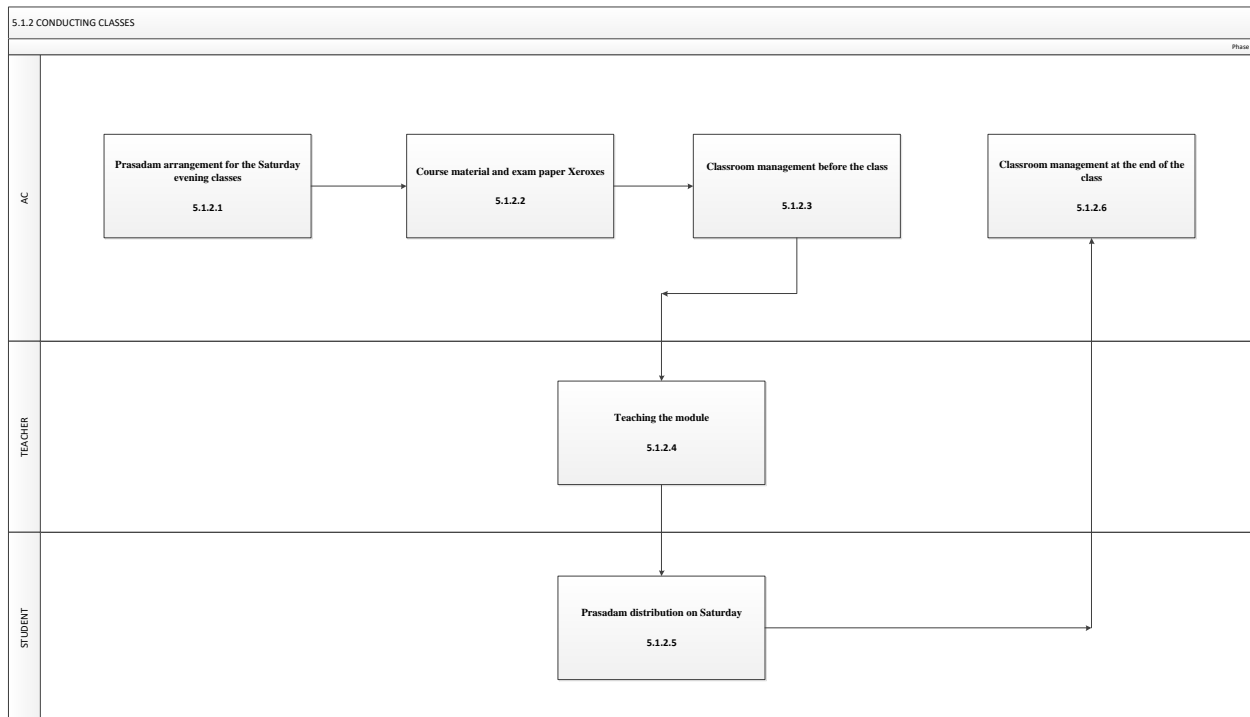 5.1.2 CONDUCTING CLASSES
Phase
AC
Prasadam arrangement for the Saturday
evening classes
5.1.2.1
Course material and exam paper Xeroxes
5.1.2.2
Classroom management before the class
5.1.2.3
Classroom management at the end of the
class
5.1.2.6
TEACHER
Teaching the module
5.1.2.4
STUDENT
Prasadam distribution on Saturday
5.1.2.5